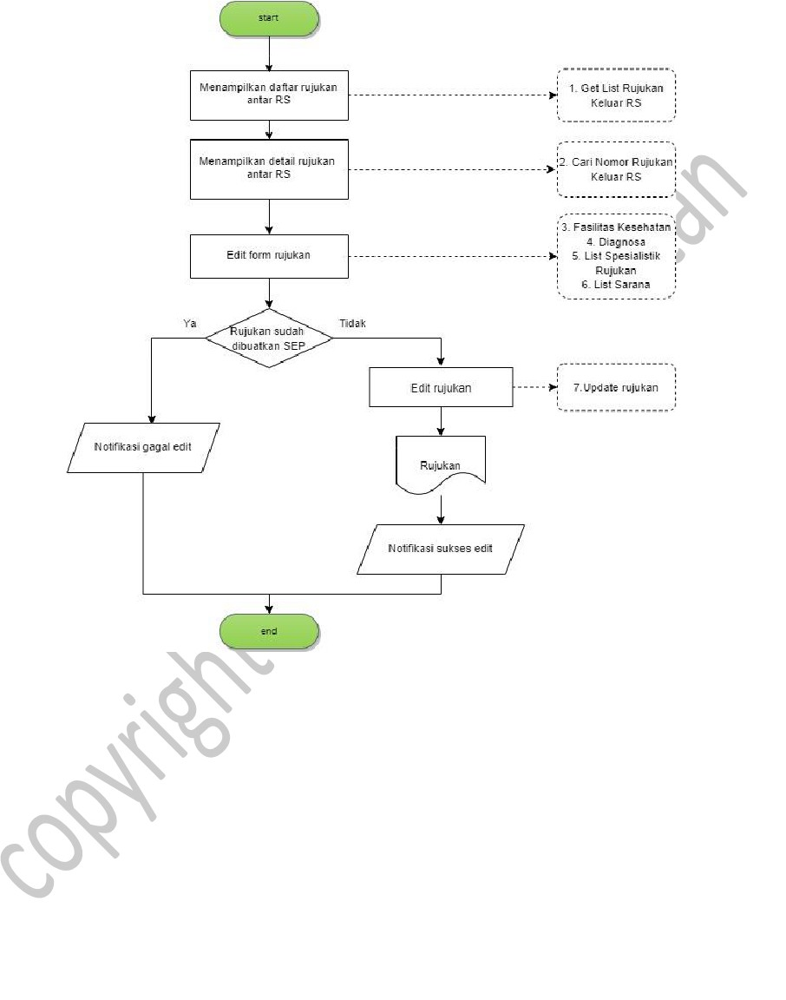 start
Menampilkan daftar rujukan
antar RS
1. Get List Rujukan
Keluar RS
Menampilkan detail rujukan
antar RS
2. Cari Nomor Rujukan
Keluar RS
Edit form rujukan
3. Fasilitas Kesehatan
4. Diagnosa
5. List Spesialistik
Rujukan
6. List Sarana
Ya
Rujukan sudah
dibuatkan SEP
Tidak
Edit rujukan
7.Update rujukan
Notifikasi gagal edit
Rujukan
Notifikasi sukses edit
end
copyright